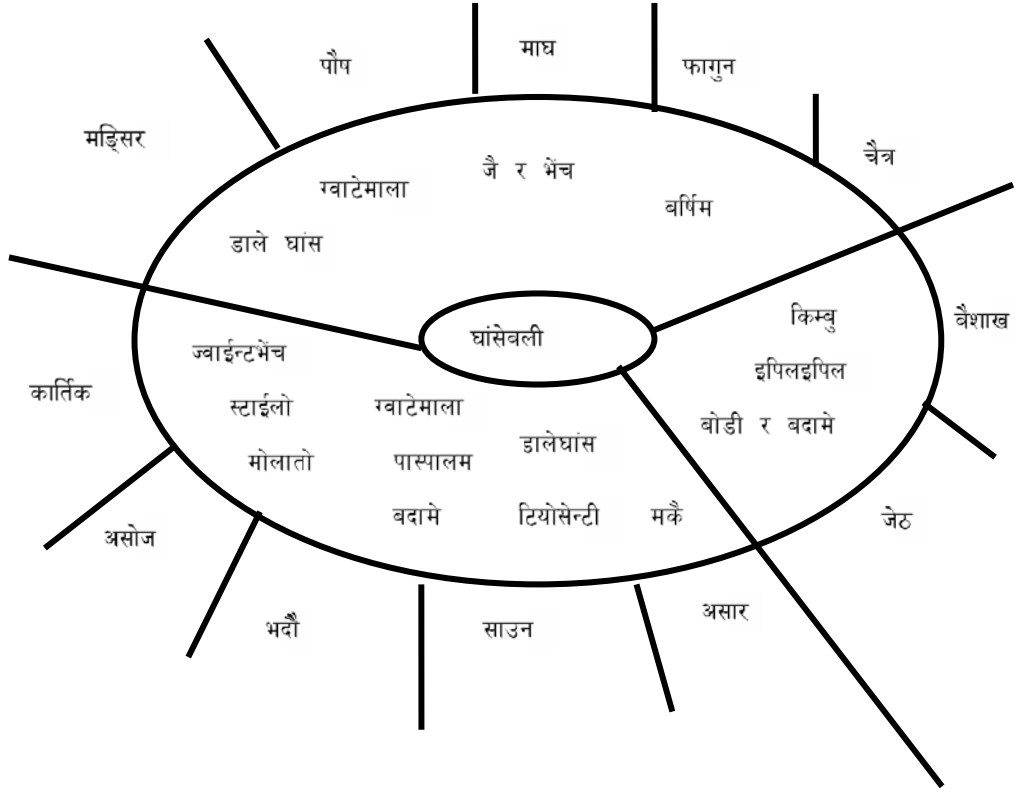 माघ
पौष
फागुन
मङ्सिर
चैत्र
जै र भेंच
ग्वाटेमाला
बर्षिम
डाले घांस
किम्बु
बैशाख
घांसेबली
ज्वाईन्टभेंच
इपिलइपिल
कार्तिक
स्टाईलो
ग्वाटेमाला
बोडी र बदामे
डालेघांस
मोलातो
पास्पालम
बदामे
टियोसेन्टी
मकै
जेठ
असोज
असार
भदौ
साउन